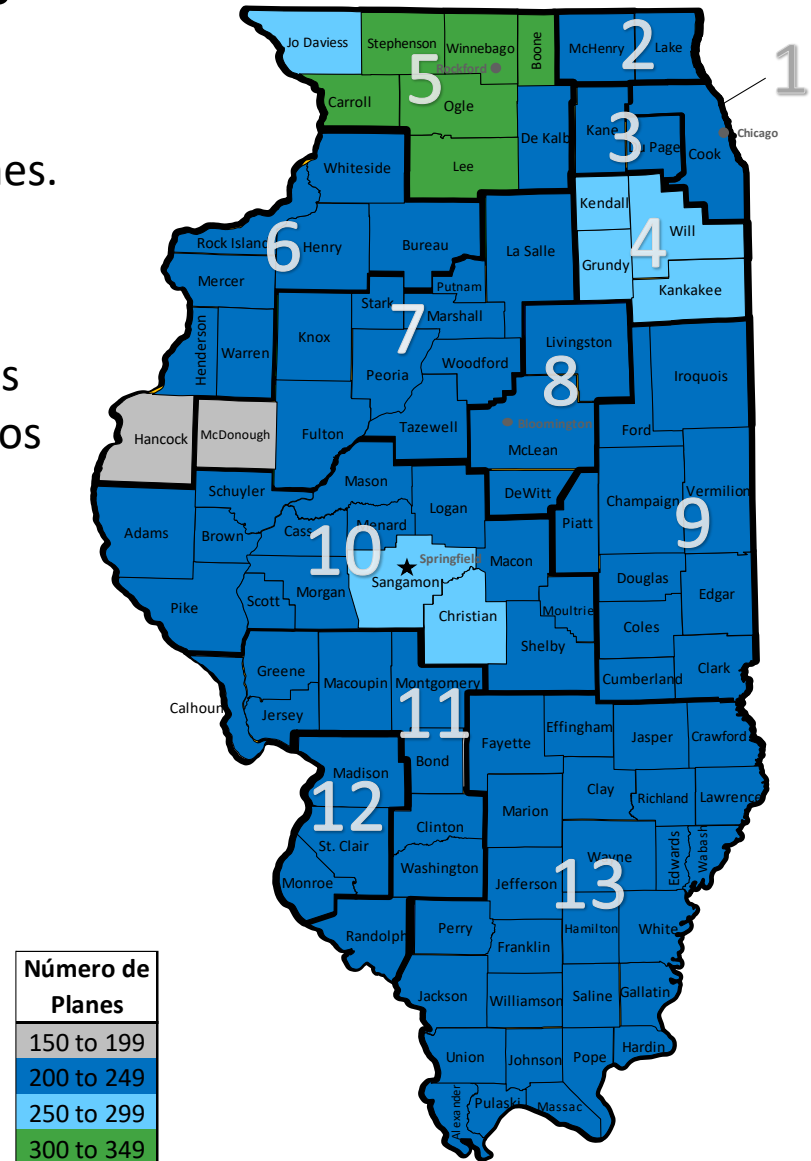 nes.
s
os
Jo Daviess
Stephenson
Winnebago
Boone
McHenry
Lake
2
1
Rockford
5
Carroll
Ogle
De Kalb
Kane
3
Du Page
Cook
Chicago
Whiteside
Lee
Kendall
Will
4
Rock Island
6
Henry
Bureau
La Salle
Grundy
Kankakee
Mercer
Putnam
Stark
7
Marshall
Henderson
Warren
Knox
Peoria
Woodford
Livingston
8
Iroquois
Hancock
McDonough
Fulton
Tazewell
Bloomington
McLean
Ford
Schuyler
Mason
Logan
DeWitt
Champaign
Vermilion
9
Adams
Brown
Cass
Menard
10
Springfield
Sangamon
Macon
Piatt
Pike
Scott
Morgan
Christian
Moultrie
Douglas
Edgar
Shelby
Coles
Greene
Macoupin
Montgomery
Cumberland
Clark
Calhoun
Jersey
11
Effingham
Fayette
Jasper
Crawford
Madison
Bond
12
Clay
Richland
Lawrence
Marion
St. Clair
Clinton
Wayne
Edwards
Wabash
Washington
Jefferson
13
Monroe
Randolph
Perry
Hamilton
White
Franklin
Jackson
Williamson
Saline
Gallatin
Union
Johnson
Pope
Hardin
Alexander
Pulaski
Massac
Número de
Planes
150 to 199
200 to 249
250 to 299
300 to 349